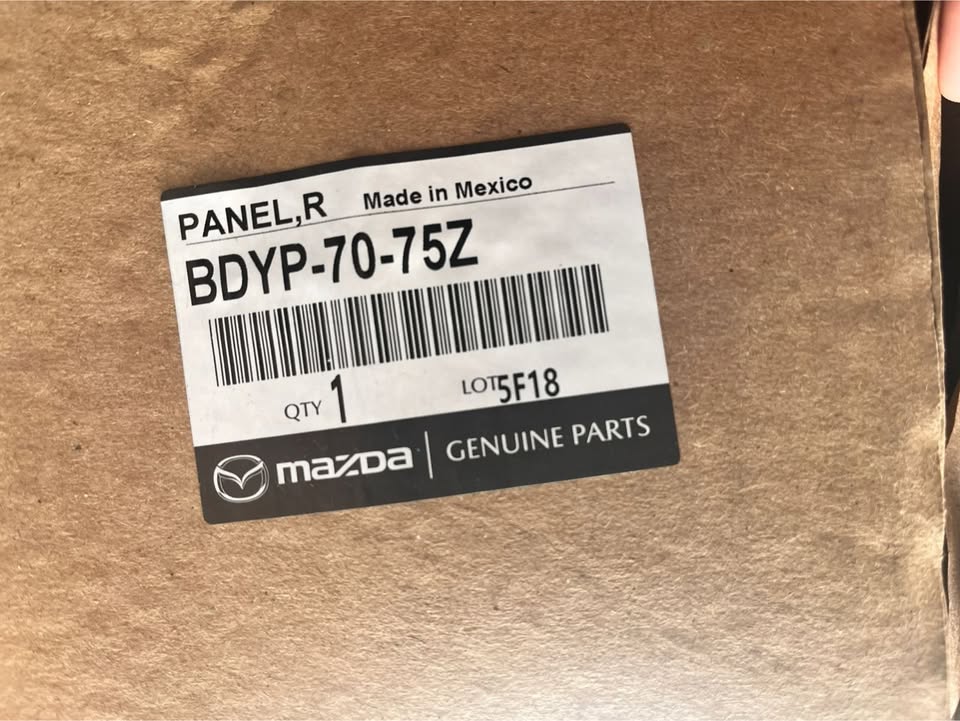 PANEL,R Made in Mexico
BDYP-70-75Z
QTY 1 LOT 5F18
mazda | GENUINE PARTS